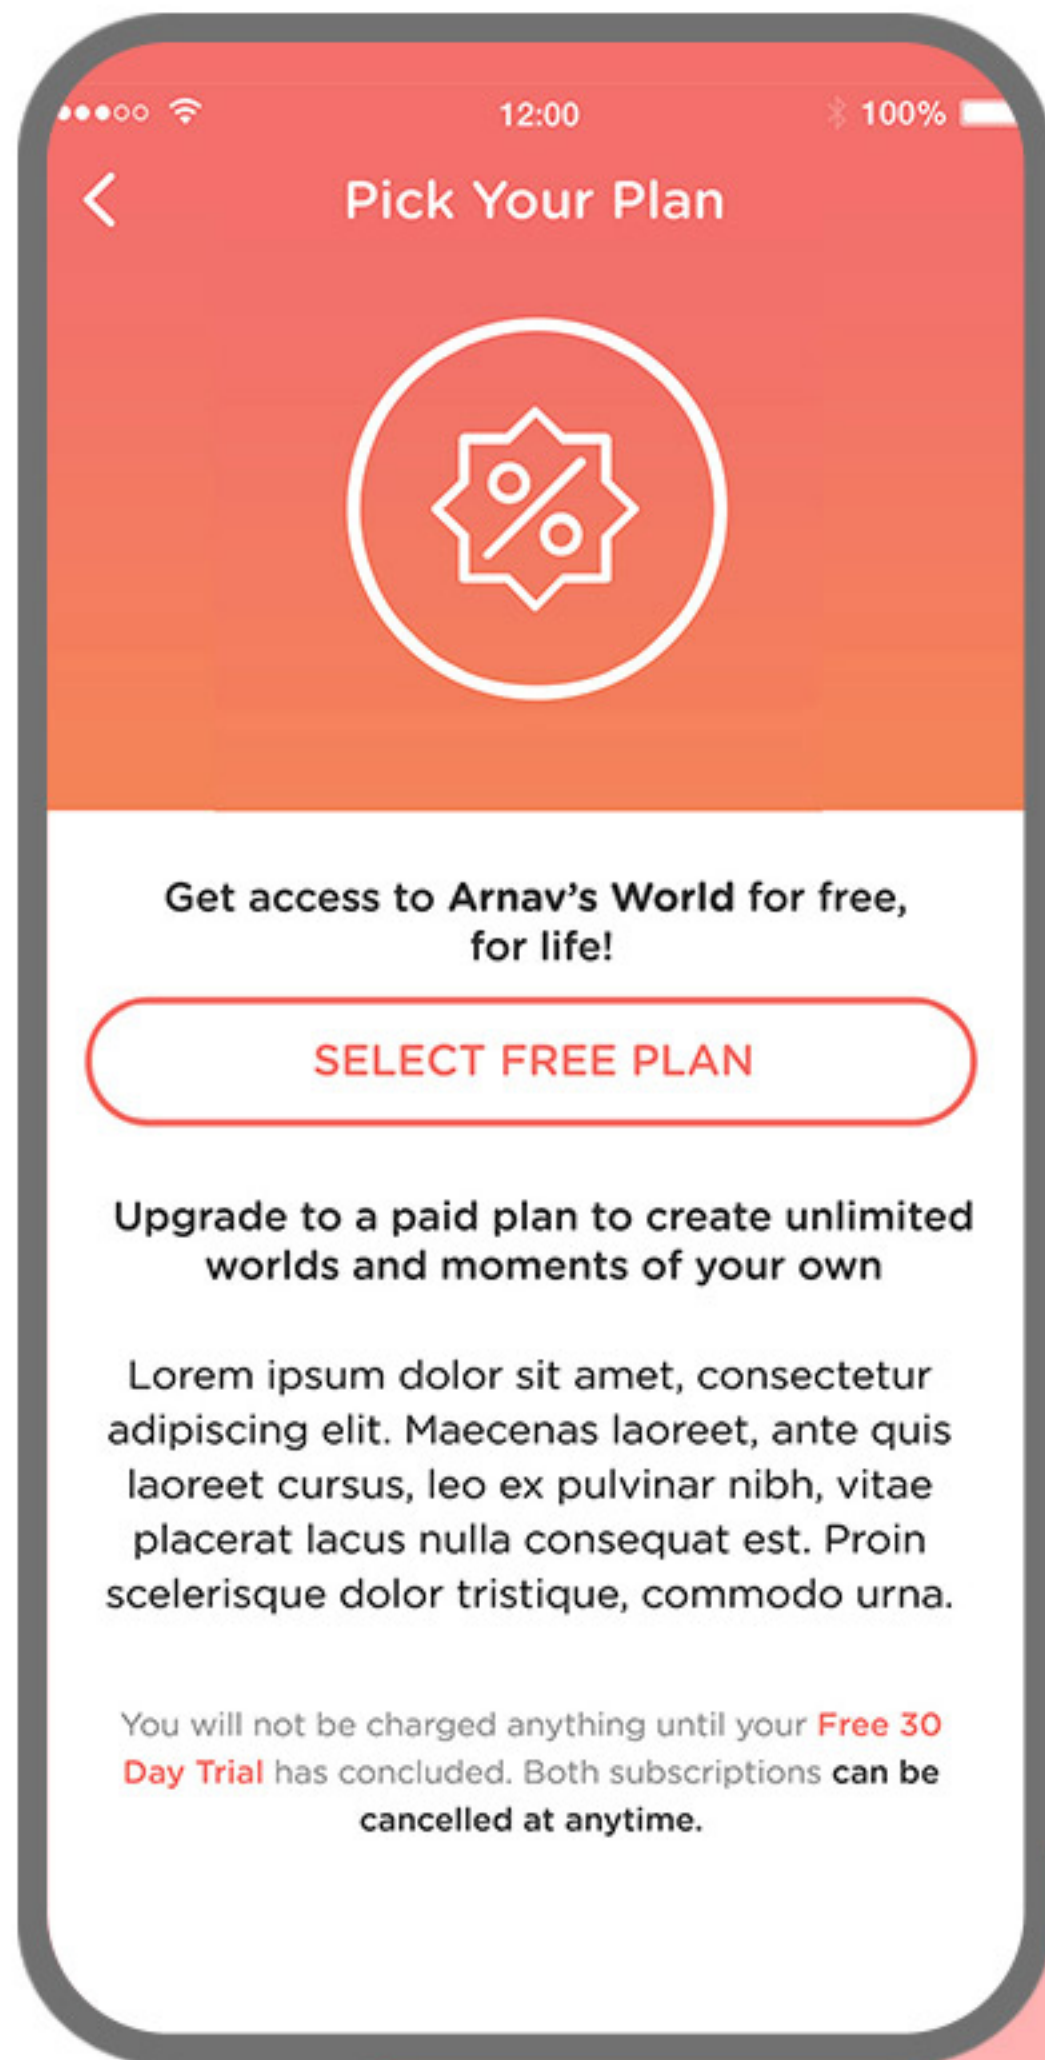 12:00
100%
Pick Your Plan
%
Get access to Arnav's World for free,
for life!
SELECT FREE PLAN
Upgrade to a paid plan to create unlimited
worlds and moments of your own
Lorem ipsum dolor sit amet, consectetur
adipiscing elit. Maecenas laoreet, ante quis
laoreet cursus, leo ex pulvinar nibh, vitae
placerat lacus nulla consequat est. Proin
scelerisque dolor tristique, commodo urna.
You will not be charged anything until your Free 30
Day Trial has concluded. Both subscriptions can be
cancelled at anytime.